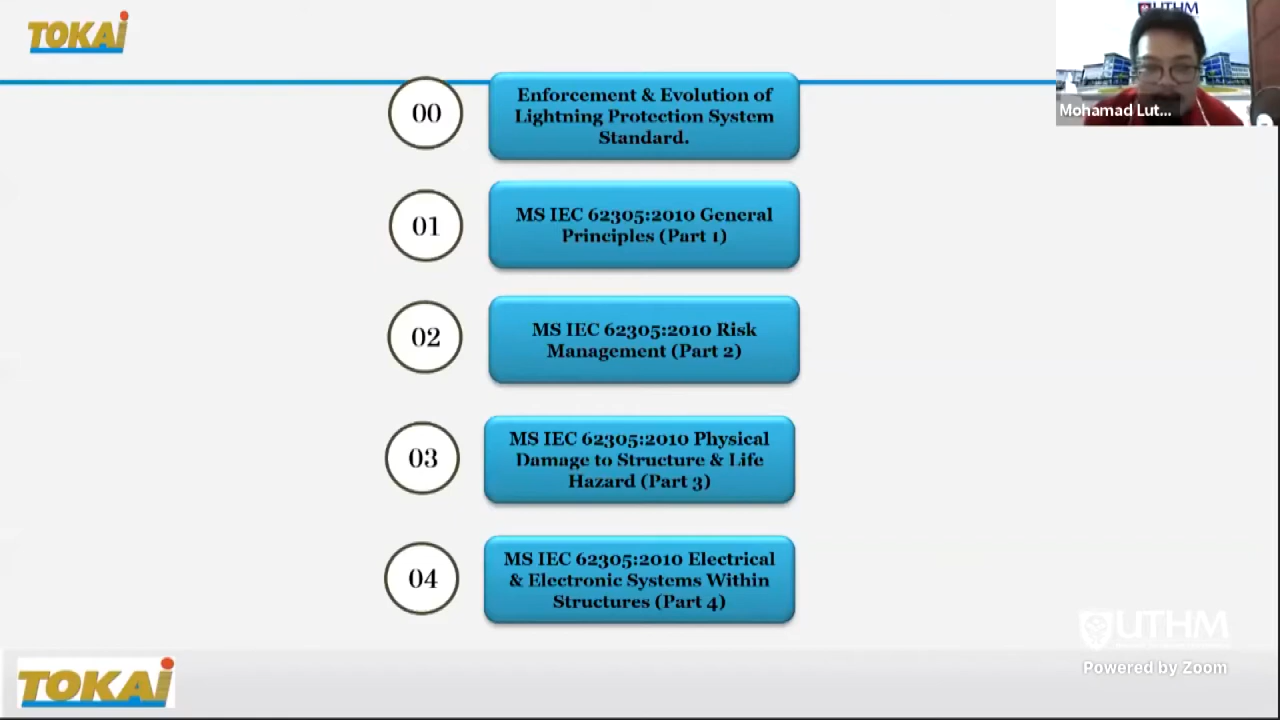 TOKAi
UTHM
Mohamad Lut...
00
Enforcement & Evolution of
Lightning Protection System
Standard.
01
MS IEC 62305:2010 General
Principles (Part 1)
02
MS IEC 62305:2010 Risk
Management (Part 2)
03
MS IEC 62305:2010 Physical
Damage to Structure & Life
Hazard (Part 3)
04
MS IEC 62305:2010 Electrical
& Electronic Systems Within
Structures (Part 4)
UTHM
Powered by Zoom
TOKAi